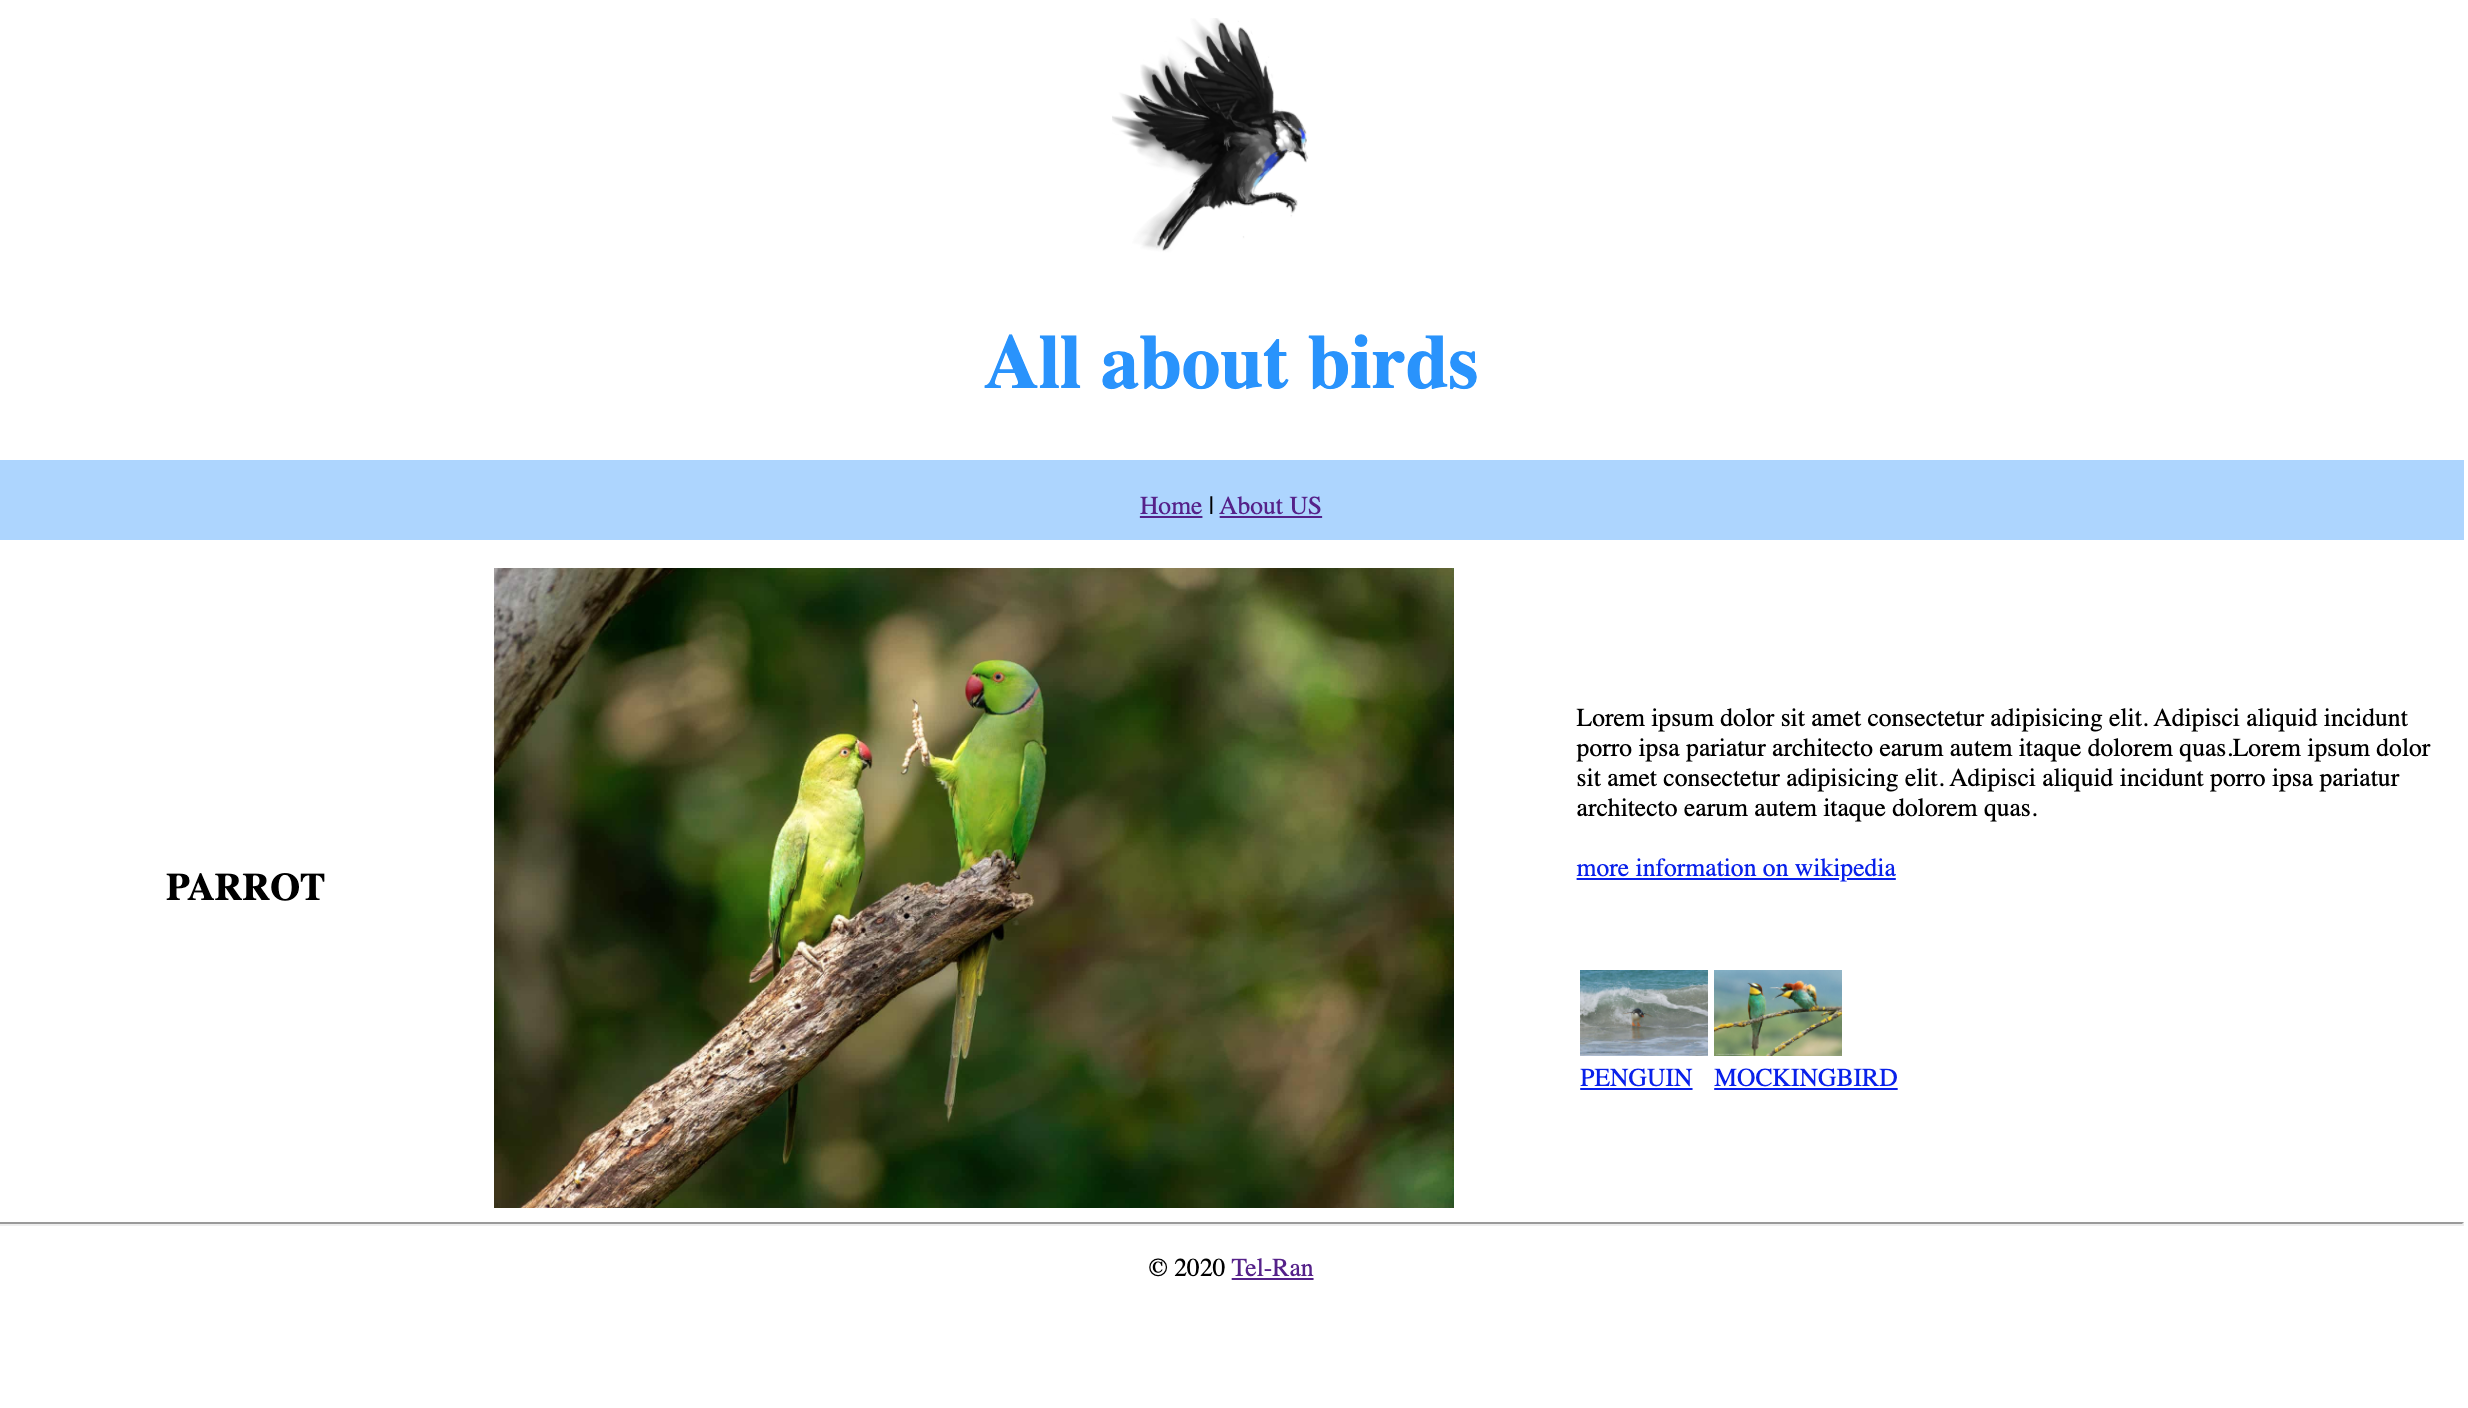 All about birds
Home | About US
PARROT
Lorem ipsum dolor sit amet consectetur adipisicing elit. Adipisci aliquid incidunt
porro ipsa pariatur architecto earum autem itaque dolorem quas.Lorem ipsum dolor
sit amet consectetur adipisicing elit. Adipisci aliquid incidunt porro ipsa pariatur
architecto earum autem itaque dolorem quas.
more information on wikipedia
PENGUIN MOCKINGBIRD
© 2020 Tel-Ran